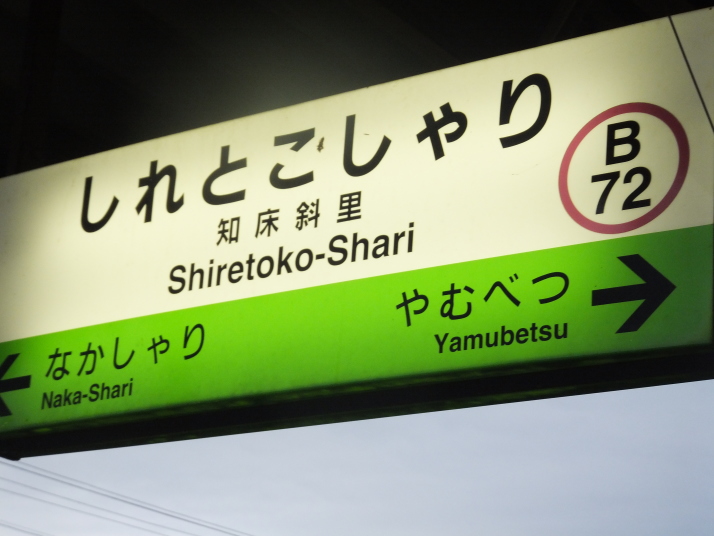 しれとこしゃり
知床斜里
Shiretoko-Shari
B
72
← なかしゃり
Naka-Shari
やむべつ →
Yamubetsu